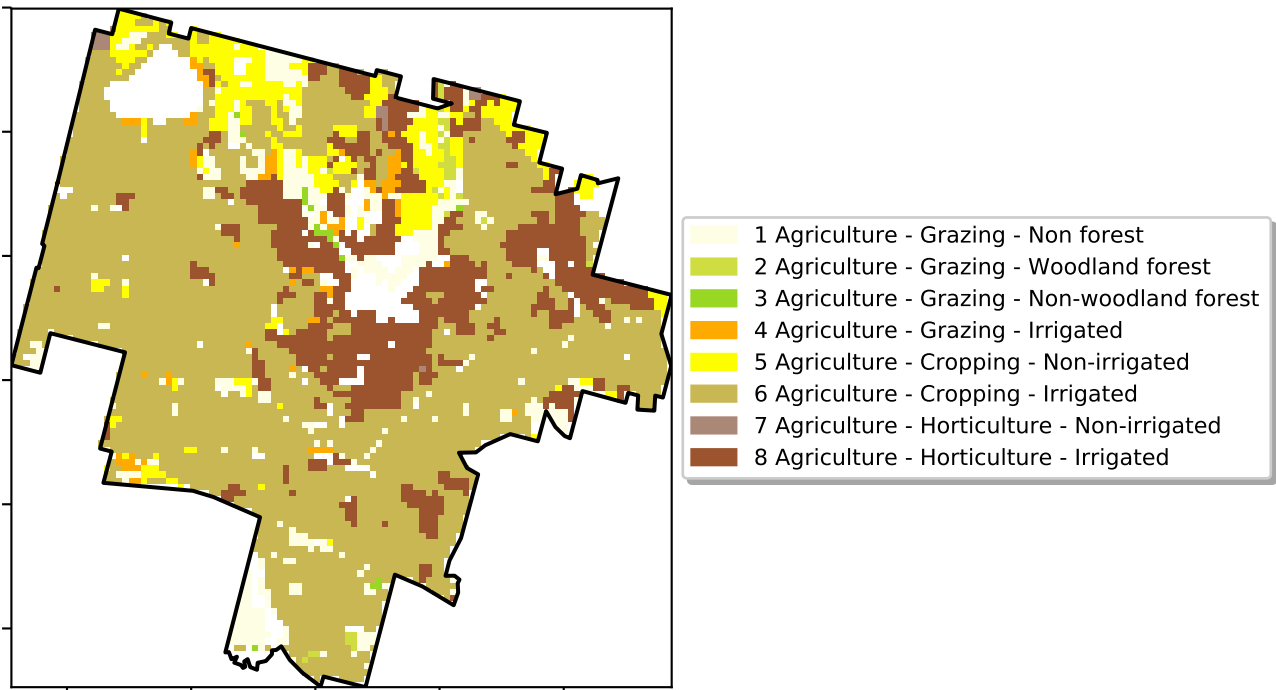 1 Agriculture - Grazing - Non forest
2 Agriculture - Grazing - Woodland forest
3 Agriculture - Grazing - Non-woodland forest
4 Agriculture - Grazing - Irrigated
5 Agriculture - Cropping - Non-irrigated
6 Agriculture - Cropping - Irrigated
7 Agriculture - Horticulture - Non-irrigated
8 Agriculture - Horticulture - Irrigated